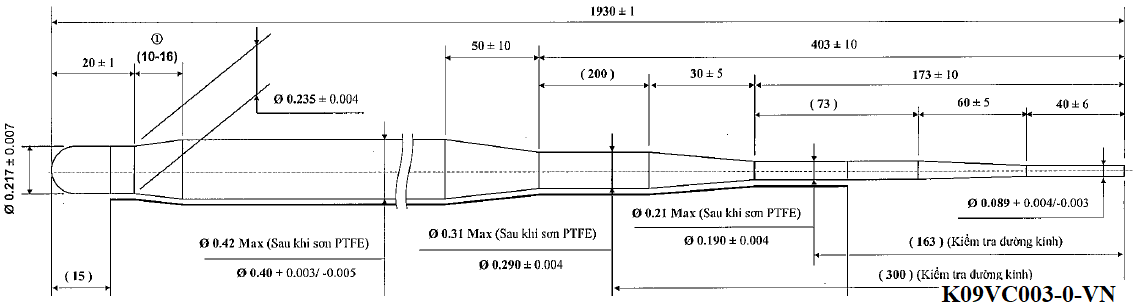 1930 ± 1
①
(10-16)
50 ± 10
403 ± 10
20 ± 1
( 200 )
30 ± 5
173 ± 10
Ø 0.235 ± 0.004
( 73 )
60 ± 5
40 ± 6
Ø 0.217 ± 0.007
Ø 0.089 + 0.004/-0.003
Ø 0.21 Max (Sau khi sơn PTFE)
Ø 0.190 ± 0.004
Ø 0.31 Max (Sau khi sơn PTFE)
Ø 0.290 ± 0.004
Ø 0.42 Max (Sau khi sơn PTFE)
Ø 0.40 + 0.003/ -0.005
( 163 ) (Kiểm tra đường kính)
( 15 )
( 300 ) (Kiểm tra đường kính)
K09VC003-0-VN